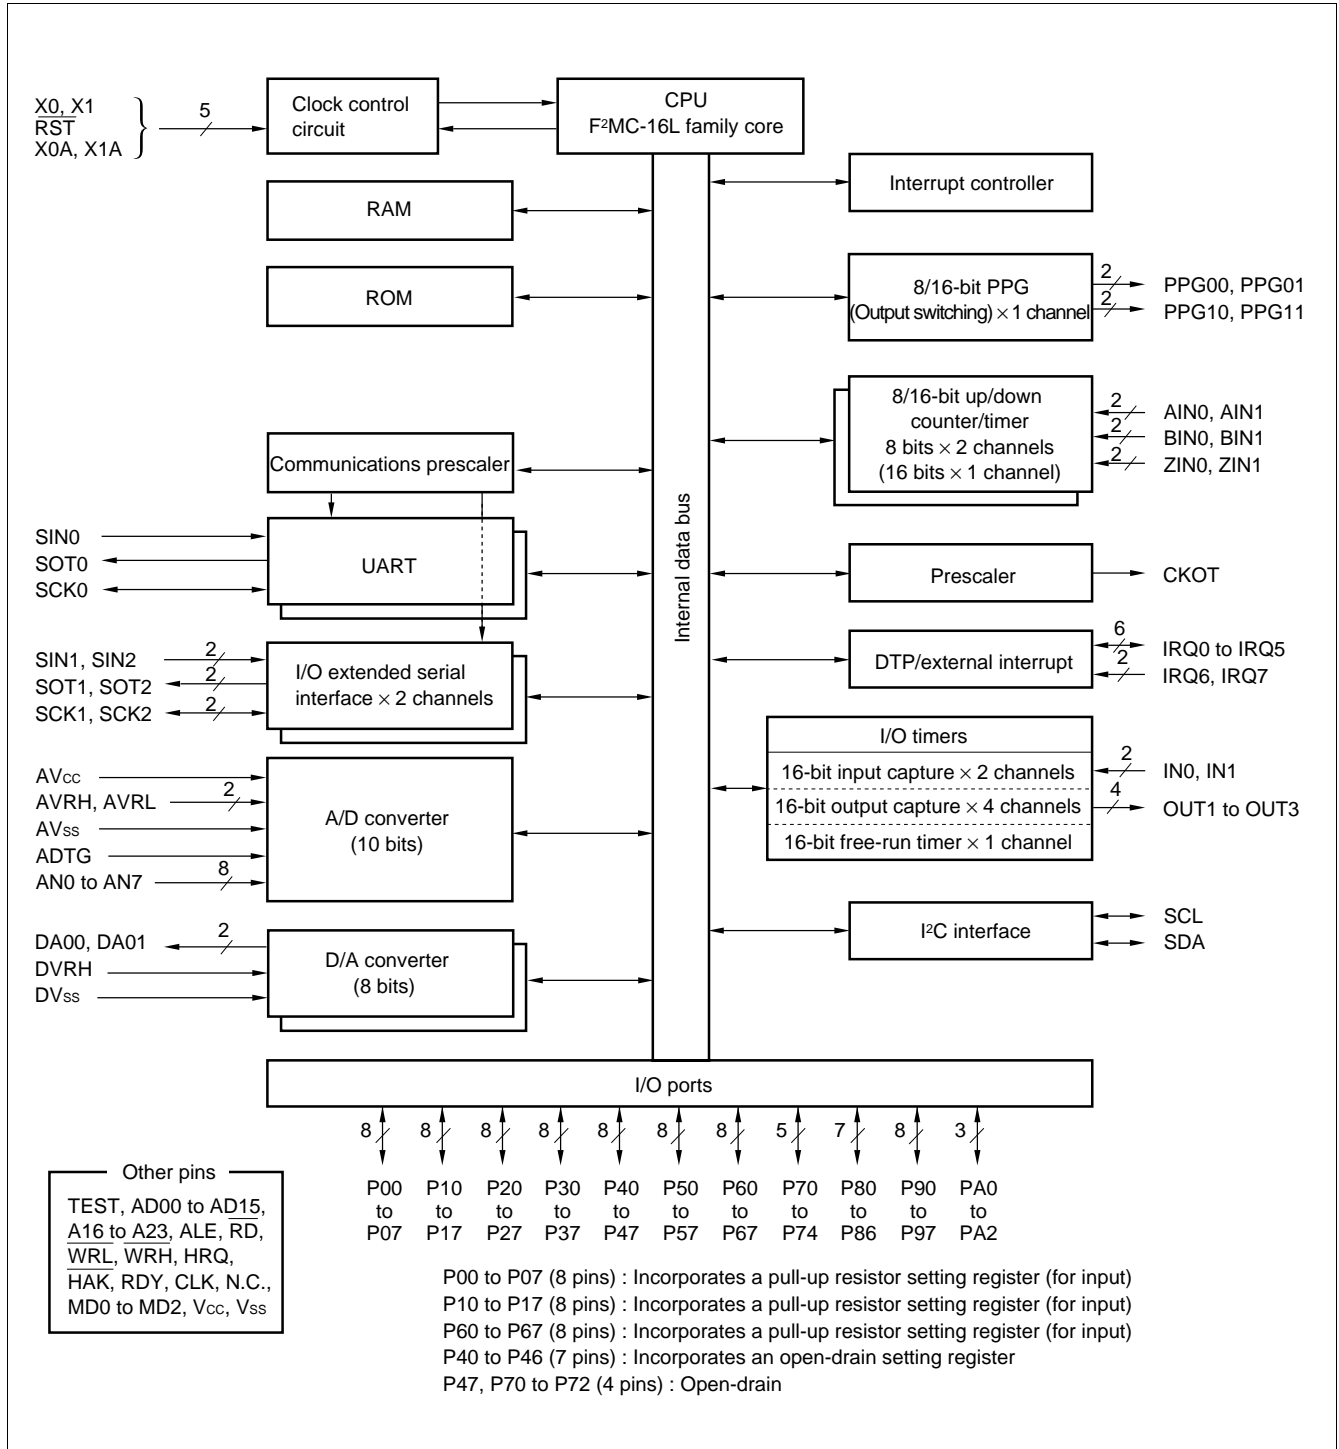 X0, X1
RST
X0A, X1A
5
Clock control
circuit
CPU
F²MC-16L family core
RAM
ROM
Interrupt controller
8/16-bit PPG
(Output switching) × 1 channel
2
PPG00, PPG01
2
PPG10, PPG11
8/16-bit up/down
counter/timer
8 bits × 2 channels
(16 bits × 1 channel)
2
AIN0, AIN1
2
BIN0, BIN1
2
ZIN0, ZIN1
Communications prescaler
Internal data bus
SIN0
SOT0
SCK0
UART
Prescaler
CKOT
SIN1, SIN2
2
SOT1, SOT2
2
SCK1, SCK2
2
I/O extended serial
interface × 2 channels
DTP/external interrupt
6
IRQ0 to IRQ5
2
IRQ6, IRQ7
I/O timers
16-bit input capture × 2 channels
16-bit output capture × 4 channels
16-bit free-run timer × 1 channel
2
IN0, IN1
4
OUT1 to OUT3
AVCC
AVRH, AVRL
2
AVSS
ADTG
AN0 to AN7
8
A/D converter
(10 bits)
I²C interface
SCL
SDA
DA00, DA01
2
DVRH
DVSS
D/A converter
(8 bits)
I/O ports
8 8 8 8 8 8 8 5 7 8 3
P00 P10 P20 P30 P40 P50 P60 P70 P80 P90 PA0
to to to to to to to to to to to
P07 P17 P27 P37 P47 P57 P67 P74 P86 P97 PA2
Other pins
TEST, AD00 to AD15,
A16 to A23, ALE, RD,
WRL, WRH, HRQ,
HAK, RDY, CLK, N.C.,
MD0 to MD2, VCC, VSS
P00 to P07 (8 pins) : Incorporates a pull-up resistor setting register (for input)
P10 to P17 (8 pins) : Incorporates a pull-up resistor setting register (for input)
P60 to P67 (8 pins) : Incorporates a pull-up resistor setting register (for input)
P40 to P46 (7 pins) : Incorporates an open-drain setting register
P47, P70 to P72 (4 pins) : Open-drain